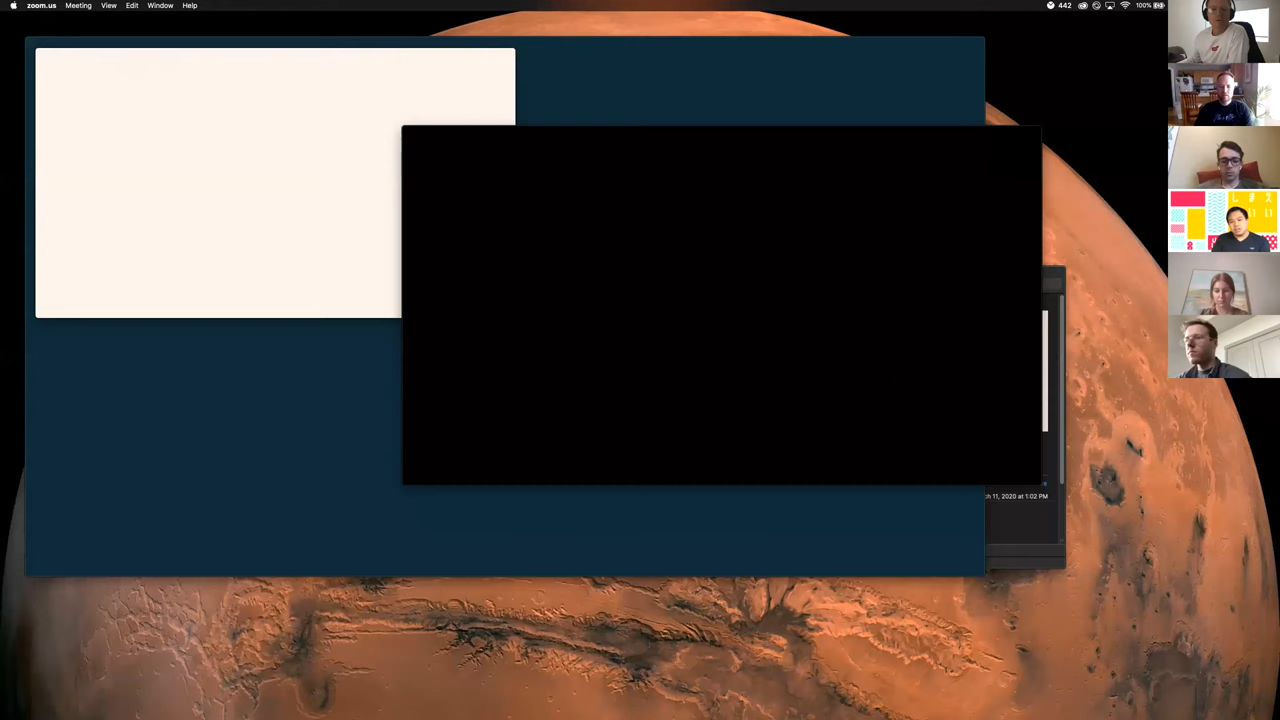 zoom.us Meeting View Edit Window Help
442 100%
ch 11, 2020 at 1:02 PM